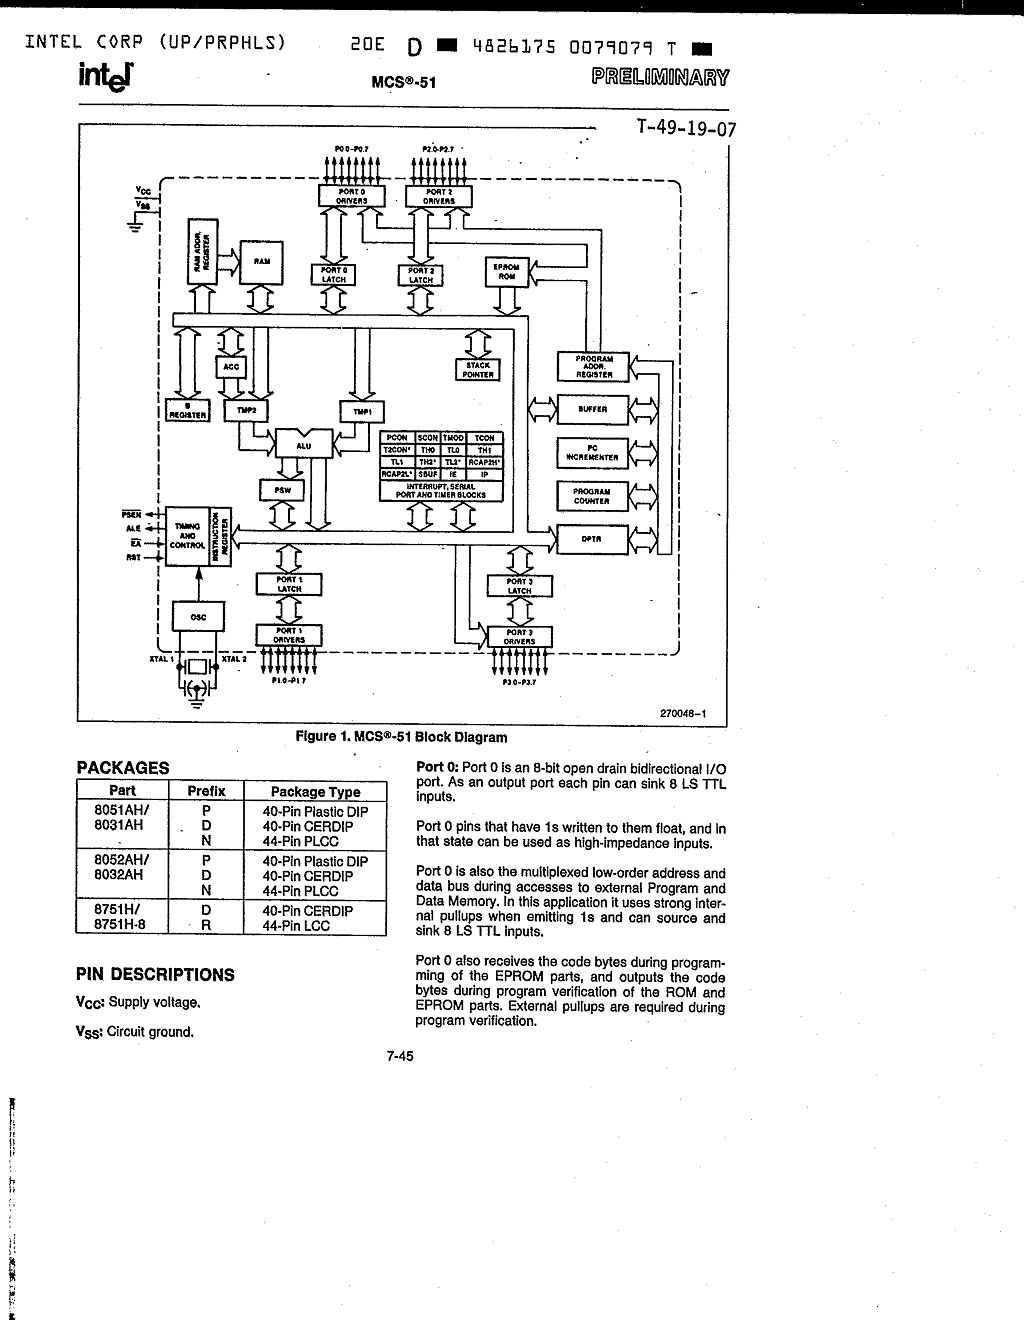 INTEL CORP (UP/PRPHLS) 20E D 4826175 0079079 T
intel
MCS®-51
PRELIMINARY
T-49-19-07
P0.0-P0.7
P2.0-P2.7
VCC
VSS
PORT 0 DRIVERS
PORT 2 DRIVERS
RAM ADDR. REGISTER
RAM
PORT 0 LATCH
PORT 2 LATCH
EPROM ROM
ACC
STACK POINTER
PROGRAM ADDR. REGISTER
B REGISTER
TMP2
TMP1
BUFFER
ALU
PCON SCON TMOD TCON
T2CON* TH0 TL0 TH1
TL1 TH2* TL2* RCAP2H*
RCAP2L* SBUF IE IP
INTERRUPT, SERIAL
PORT AND TIMER BLOCKS
PC INCREMENTER
PSW
PROGRAM COUNTER
PSEN
ALE
EA
RST
TIMING AND CONTROL
INSTRUCTION REGISTER
DPTR
PORT 1 LATCH
PORT 3 LATCH
OSC
PORT 1 DRIVERS
PORT 3 DRIVERS
XTAL 1
XTAL 2
P1.0-P1.7
P3.0-P3.7
270048-1
Figure 1. MCS®-51 Block Diagram
PACKAGES
Part Prefix Package Type
8051AH/ P 40-Pin Plastic DIP
8031AH D 40-Pin CERDIP
N 44-Pin PLCC
8052AH/ P 40-Pin Plastic DIP
8032AH D 40-Pin CERDIP
N 44-Pin PLCC
8751H/ D 40-Pin CERDIP
8751H-8 R 44-Pin LCC
PIN DESCRIPTIONS
VCC: Supply voltage.
VSS: Circuit ground.
Port 0: Port 0 is an 8-bit open drain bidirectional I/O
port. As an output port each pin can sink 8 LS TTL
inputs.
Port 0 pins that have 1s written to them float, and in
that state can be used as high-impedance inputs.
Port 0 is also the multiplexed low-order address and
data bus during accesses to external Program and
Data Memory. In this application it uses strong inter-
nal pullups when emitting 1s and can source and
sink 8 LS TTL inputs.
Port 0 also receives the code bytes during program-
ming of the EPROM parts, and outputs the code
bytes during program verification of the ROM and
EPROM parts. External pullups are required during
program verification.
7-45